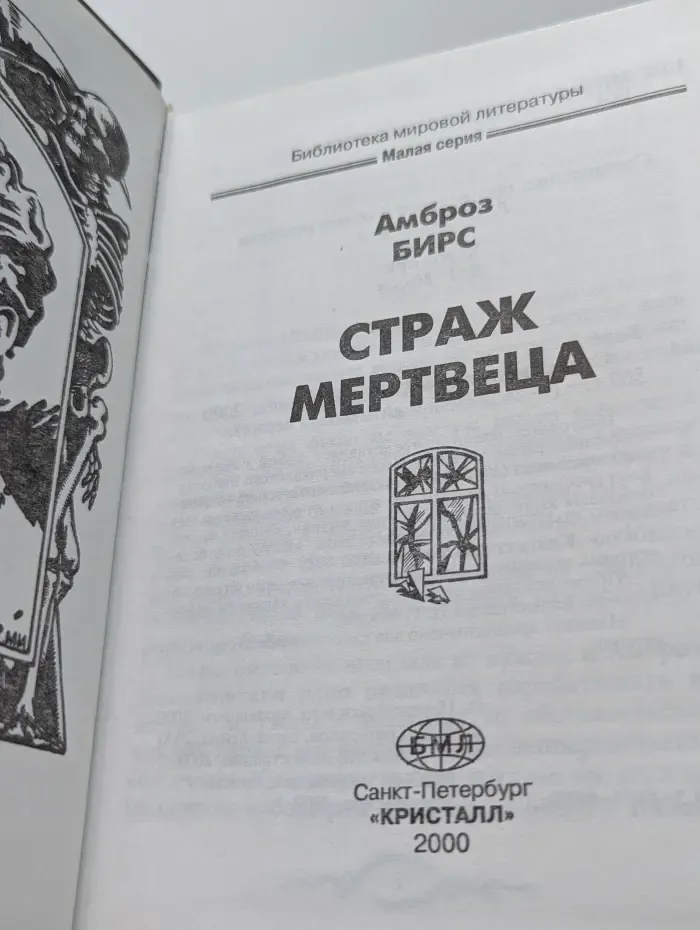 Библиотека мировой литературы
Малая серия
Амброз
БИРС
СТРАЖ
МЕРТВЕЦА
БМЛ
Санкт-Петербург
«КРИСТАЛЛ»
2000